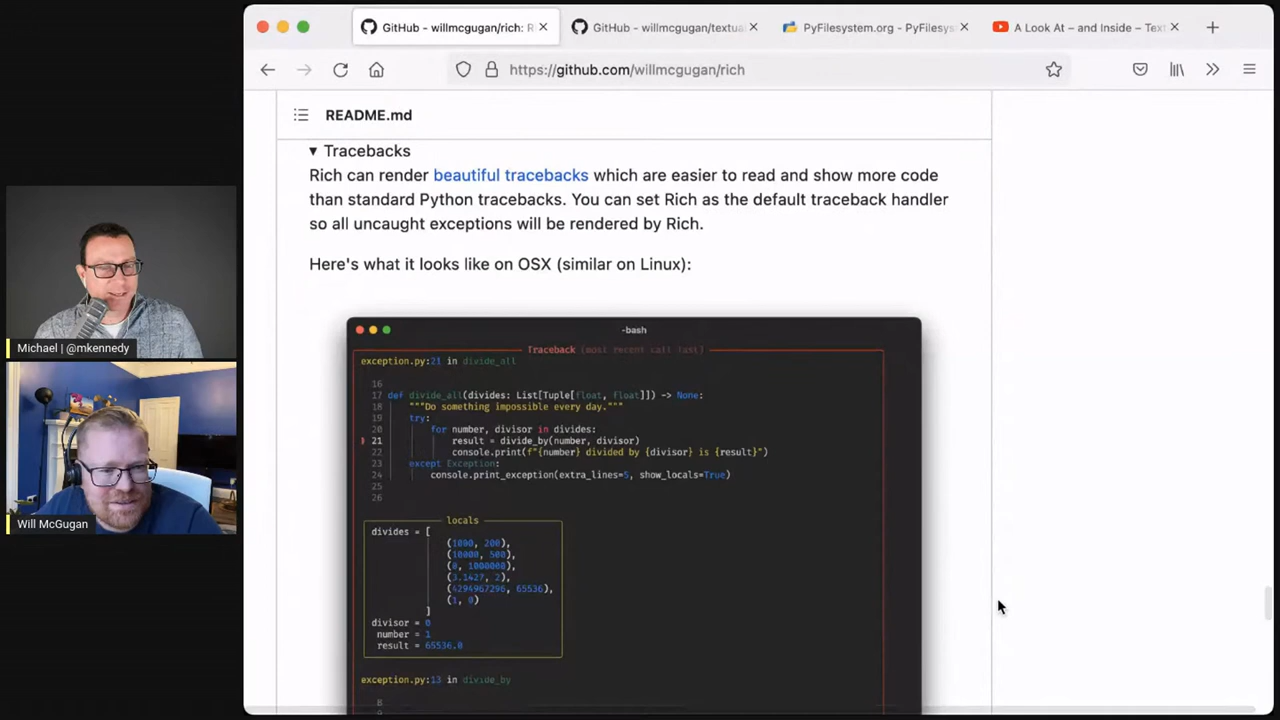 GitHub - willmcgugan/rich: R
GitHub - willmcgugan/textua
PyFilesystem.org - PyFilesys
A Look At – and Inside – Text
https://github.com/willmcgugan/rich
README.md
Tracebacks
Rich can render beautiful tracebacks which are easier to read and show more code
than standard Python tracebacks. You can set Rich as the default traceback handler
so all uncaught exceptions will be rendered by Rich.
Here's what it looks like on OSX (similar on Linux):
-bash
Traceback (most recent call last)
exception.py:21 in divide_all
16
17 def divide_all(divides: List[Tuple[float, float]]) -> None:
18 """Do something impossible every day."""
19 try:
20 for number, divisor in divides:
21 result = divide_by(number, divisor)
22 console.print(f"{number} divided by {divisor} is {result}")
23 except Exception:
24 console.print_exception(extra_lines=5, show_locals=True)
25
26
locals
divides = [
(1000, 200),
(10000, 500),
(0, 1000000),
(3.1427, 2),
(4294967296, 65536),
(1, 0)
]
divisor = 0
number = 1
result = 65536.0
exception.py:13 in divide_by
8
Michael | @mkennedy
Will McGugan